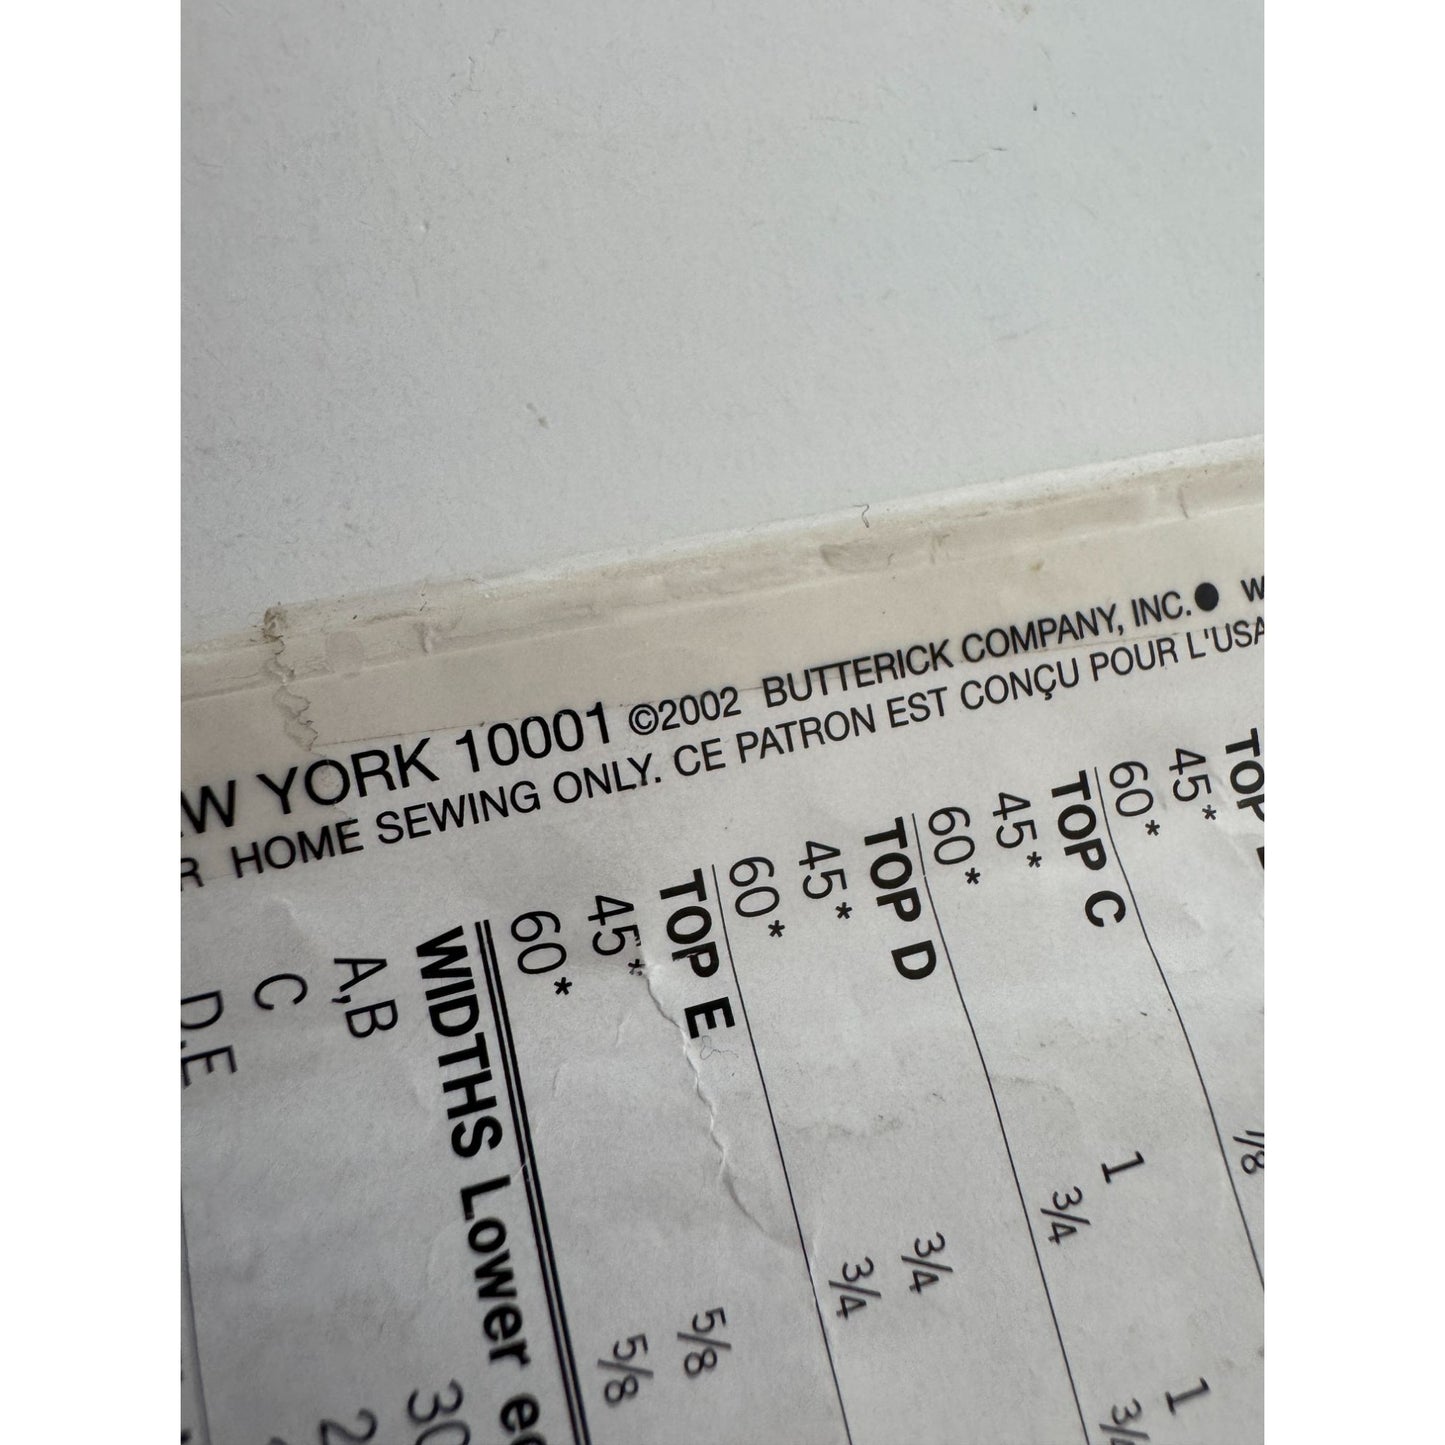 YORK 10001 ©2002 BUTTERICK COMPANY, INC.●
HOME SEWING ONLY. CE PATRON EST CONÇU POUR
45*
60*
TOP C
45* 1 1
60* 3/4
TOP D
45* 3/4
60* 3/4
TOP E
45* 5/8
60* 5/8
WIDTHS Lower
A,B
C
D,E